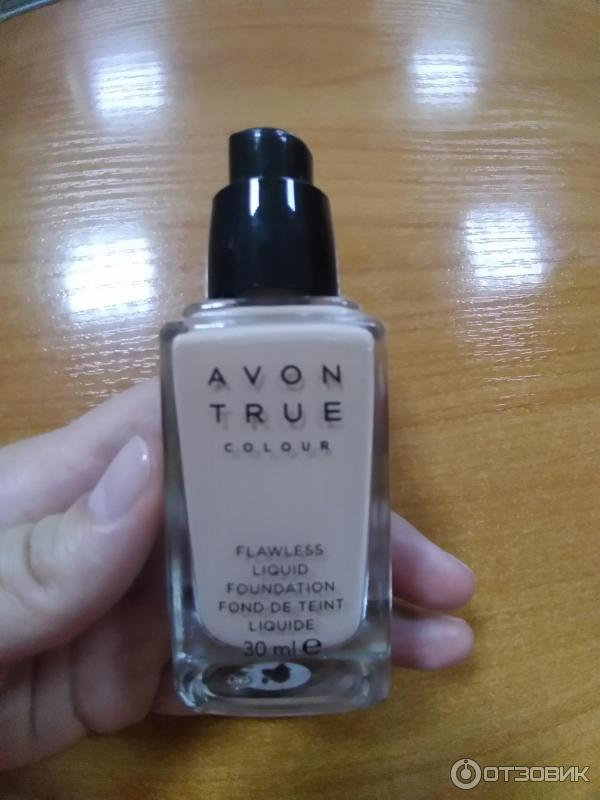 AVON
TRUE
COLOUR
FLAWLESS
LIQUID
FOUNDATION
FOND DE TEINT
LIQUIDE
30 ml e
ОТЗОВИК